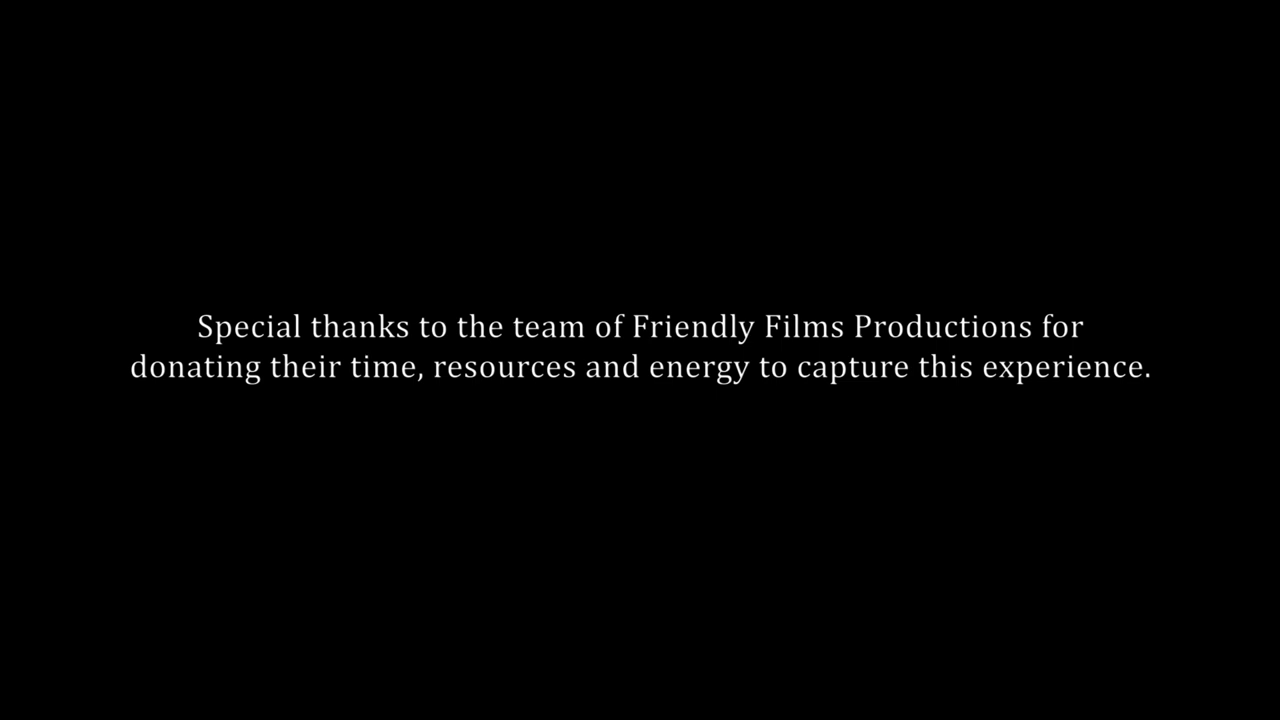 Special thanks to the team of Friendly Films Productions for
donating their time, resources and energy to capture this experience.